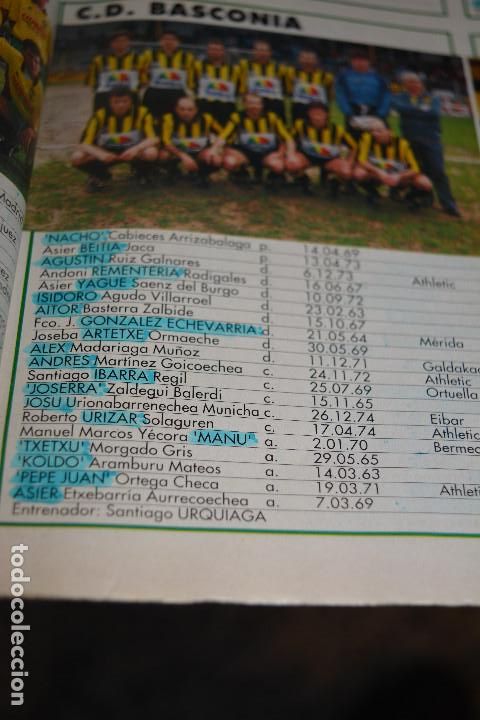 C.D. BASCONIA
'NACHO' Cabieces Arrizabalaga p. 14.04.69
Asier BEITIA Jaca p. 13.04.73
AGUSTIN Ruiz Galnares d. 6.12.73 Athletic
Andoni REMENTERIA Radigales d. 16.06.67
Asier YAGUE Saenz del Burgo d. 10.09.72
ISIDORO Agudo Villarroel d. 23.02.63
AITOR Basterra Zalbide d. 15.10.67
Fco. J. GONZALEZ ECHEVARRIA d. 21.05.64 Mérida
Joseba ARTETXE Ormaeche d. 30.05.69
ALEX Madariaga Muñoz d. 11.12.71 Galdakao
ANDRES Martínez Goicoechea c. 24.11.72 Athletic
Santiago IBARRA Regil c. 25.07.69 Ortuella
'JOSERRA' Zaldegui Balerdi c. 15.11.65
JOSU Urionabarrenechea Municha c. 26.12.74 Eibar
Roberto URIZAR Solaguren c. 17.04.74 Athletic
Manuel Marcos Yécora 'MANU' a. 2.01.70 Bermeo
'TXETXU' Morgado Gris a. 29.05.65
'KOLDO' Aramburu Mateos a. 14.03.63
'PEPE JUAN' Ortega Checa a. 19.03.71 Athleti
ASIER Etxebarría Aurrecoechea a. 7.03.69
Entrenador: Santiago URQUIAGA
todocoleccion.net